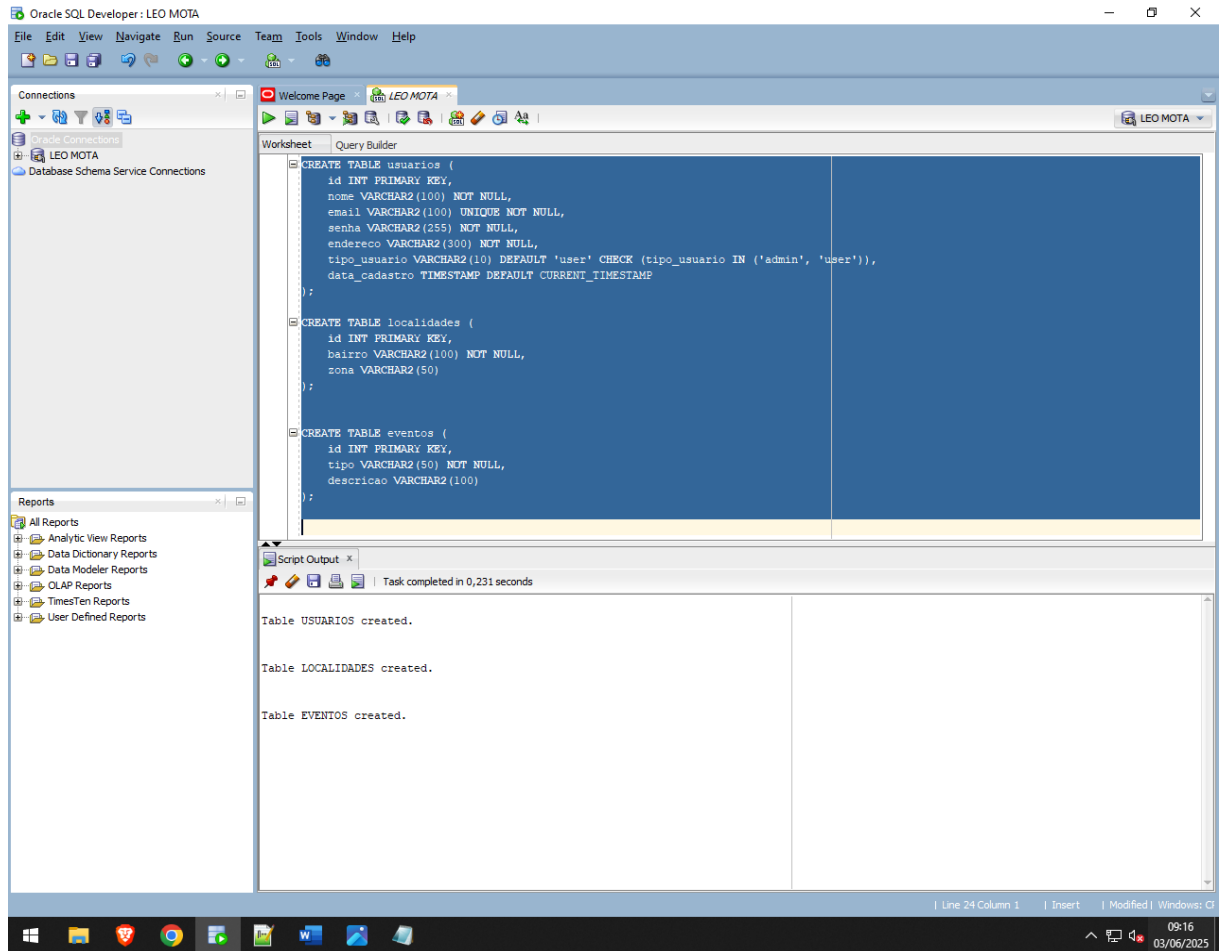 Oracle SQL Developer : LEO MOTA
File Edit View Navigate Run Source Team Tools Window Help
Connections
Oracle Connections
LEO MOTA
Database Schema Service Connections
Reports
All Reports
Analytic View Reports
Data Dictionary Reports
Data Modeler Reports
OLAP Reports
TimesTen Reports
User Defined Reports
Welcome Page LEO MOTA
LEO MOTA
Worksheet Query Builder
CREATE TABLE usuarios (
id INT PRIMARY KEY,
nome VARCHAR2(100) NOT NULL,
email VARCHAR2(100) UNIQUE NOT NULL,
senha VARCHAR2(255) NOT NULL,
endereco VARCHAR2(300) NOT NULL,
tipo_usuario VARCHAR2(10) DEFAULT 'user' CHECK (tipo_usuario IN ('admin', 'user')),
data_cadastro TIMESTAMP DEFAULT CURRENT_TIMESTAMP
);
CREATE TABLE localidades (
id INT PRIMARY KEY,
bairro VARCHAR2(100) NOT NULL,
zona VARCHAR2(50)
);
CREATE TABLE eventos (
id INT PRIMARY KEY,
tipo VARCHAR2(50) NOT NULL,
descricao VARCHAR2(100)
);
Script Output
Task completed in 0,231 seconds
Table USUARIOS created.
Table LOCALIDADES created.
Table EVENTOS created.
Line 24 Column 1 | Insert | Modified | Windows: CF
09:16
03/06/2025